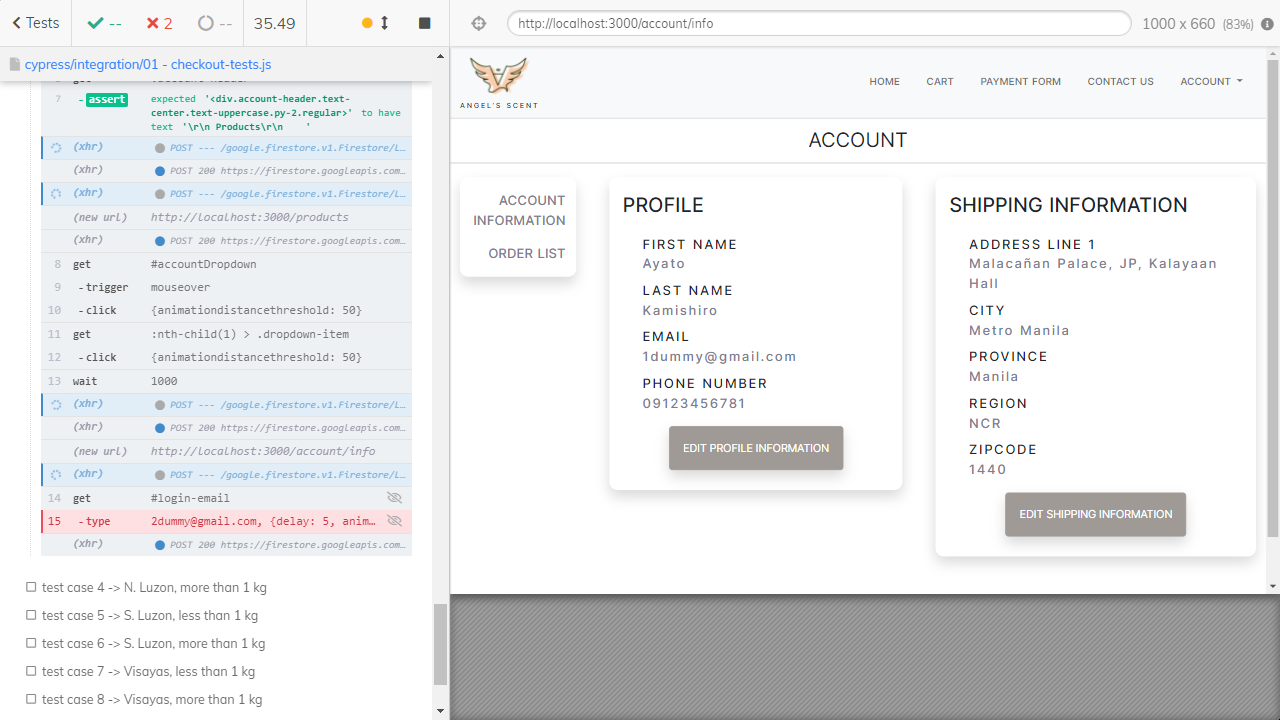 Tests
--
2
--
35.49
http://localhost:3000/account/info
1000 x 660 (83%)
cypress/integration/01 - checkout-tests.js
7 - assert expected '<div.account-header.text-
center.text-uppercase.py-2.regular>' to have
text '\r\n Products\r\n '
(xhr) POST --- /google.firestore.v1.Firestore/L…
(xhr) POST 200 https://firestore.googleapis.com…
(xhr) POST --- /google.firestore.v1.Firestore/L…
(new url) http://localhost:3000/products
(xhr) POST 200 https://firestore.googleapis.com…
8 get #accountDropdown
9 - trigger mouseover
10 - click {animationdistancethreshold: 50}
11 get :nth-child(1) > .dropdown-item
12 - click {animationdistancethreshold: 50}
13 wait 1000
(xhr) POST --- /google.firestore.v1.Firestore/L…
(xhr) POST 200 https://firestore.googleapis.com…
(new url) http://localhost:3000/account/info
(xhr) POST --- /google.firestore.v1.Firestore/L…
14 get #login-email
15 - type 2dummy@gmail.com, {delay: 5, anim…
(xhr) POST 200 https://firestore.googleapis.com…
test case 4 -> N. Luzon, more than 1 kg
test case 5 -> S. Luzon, less than 1 kg
test case 6 -> S. Luzon, more than 1 kg
test case 7 -> Visayas, less than 1 kg
test case 8 -> Visayas, more than 1 kg
ANGEL'S SCENT
HOME
CART
PAYMENT FORM
CONTACT US
ACCOUNT
ACCOUNT
ACCOUNT
INFORMATION
ORDER LIST
PROFILE
FIRST NAME
Ayato
LAST NAME
Kamishiro
EMAIL
1dummy@gmail.com
PHONE NUMBER
09123456781
EDIT PROFILE INFORMATION
SHIPPING INFORMATION
ADDRESS LINE 1
Malacañan Palace, JP, Kalayaan
Hall
CITY
Metro Manila
PROVINCE
Manila
REGION
NCR
ZIPCODE
1440
EDIT SHIPPING INFORMATION